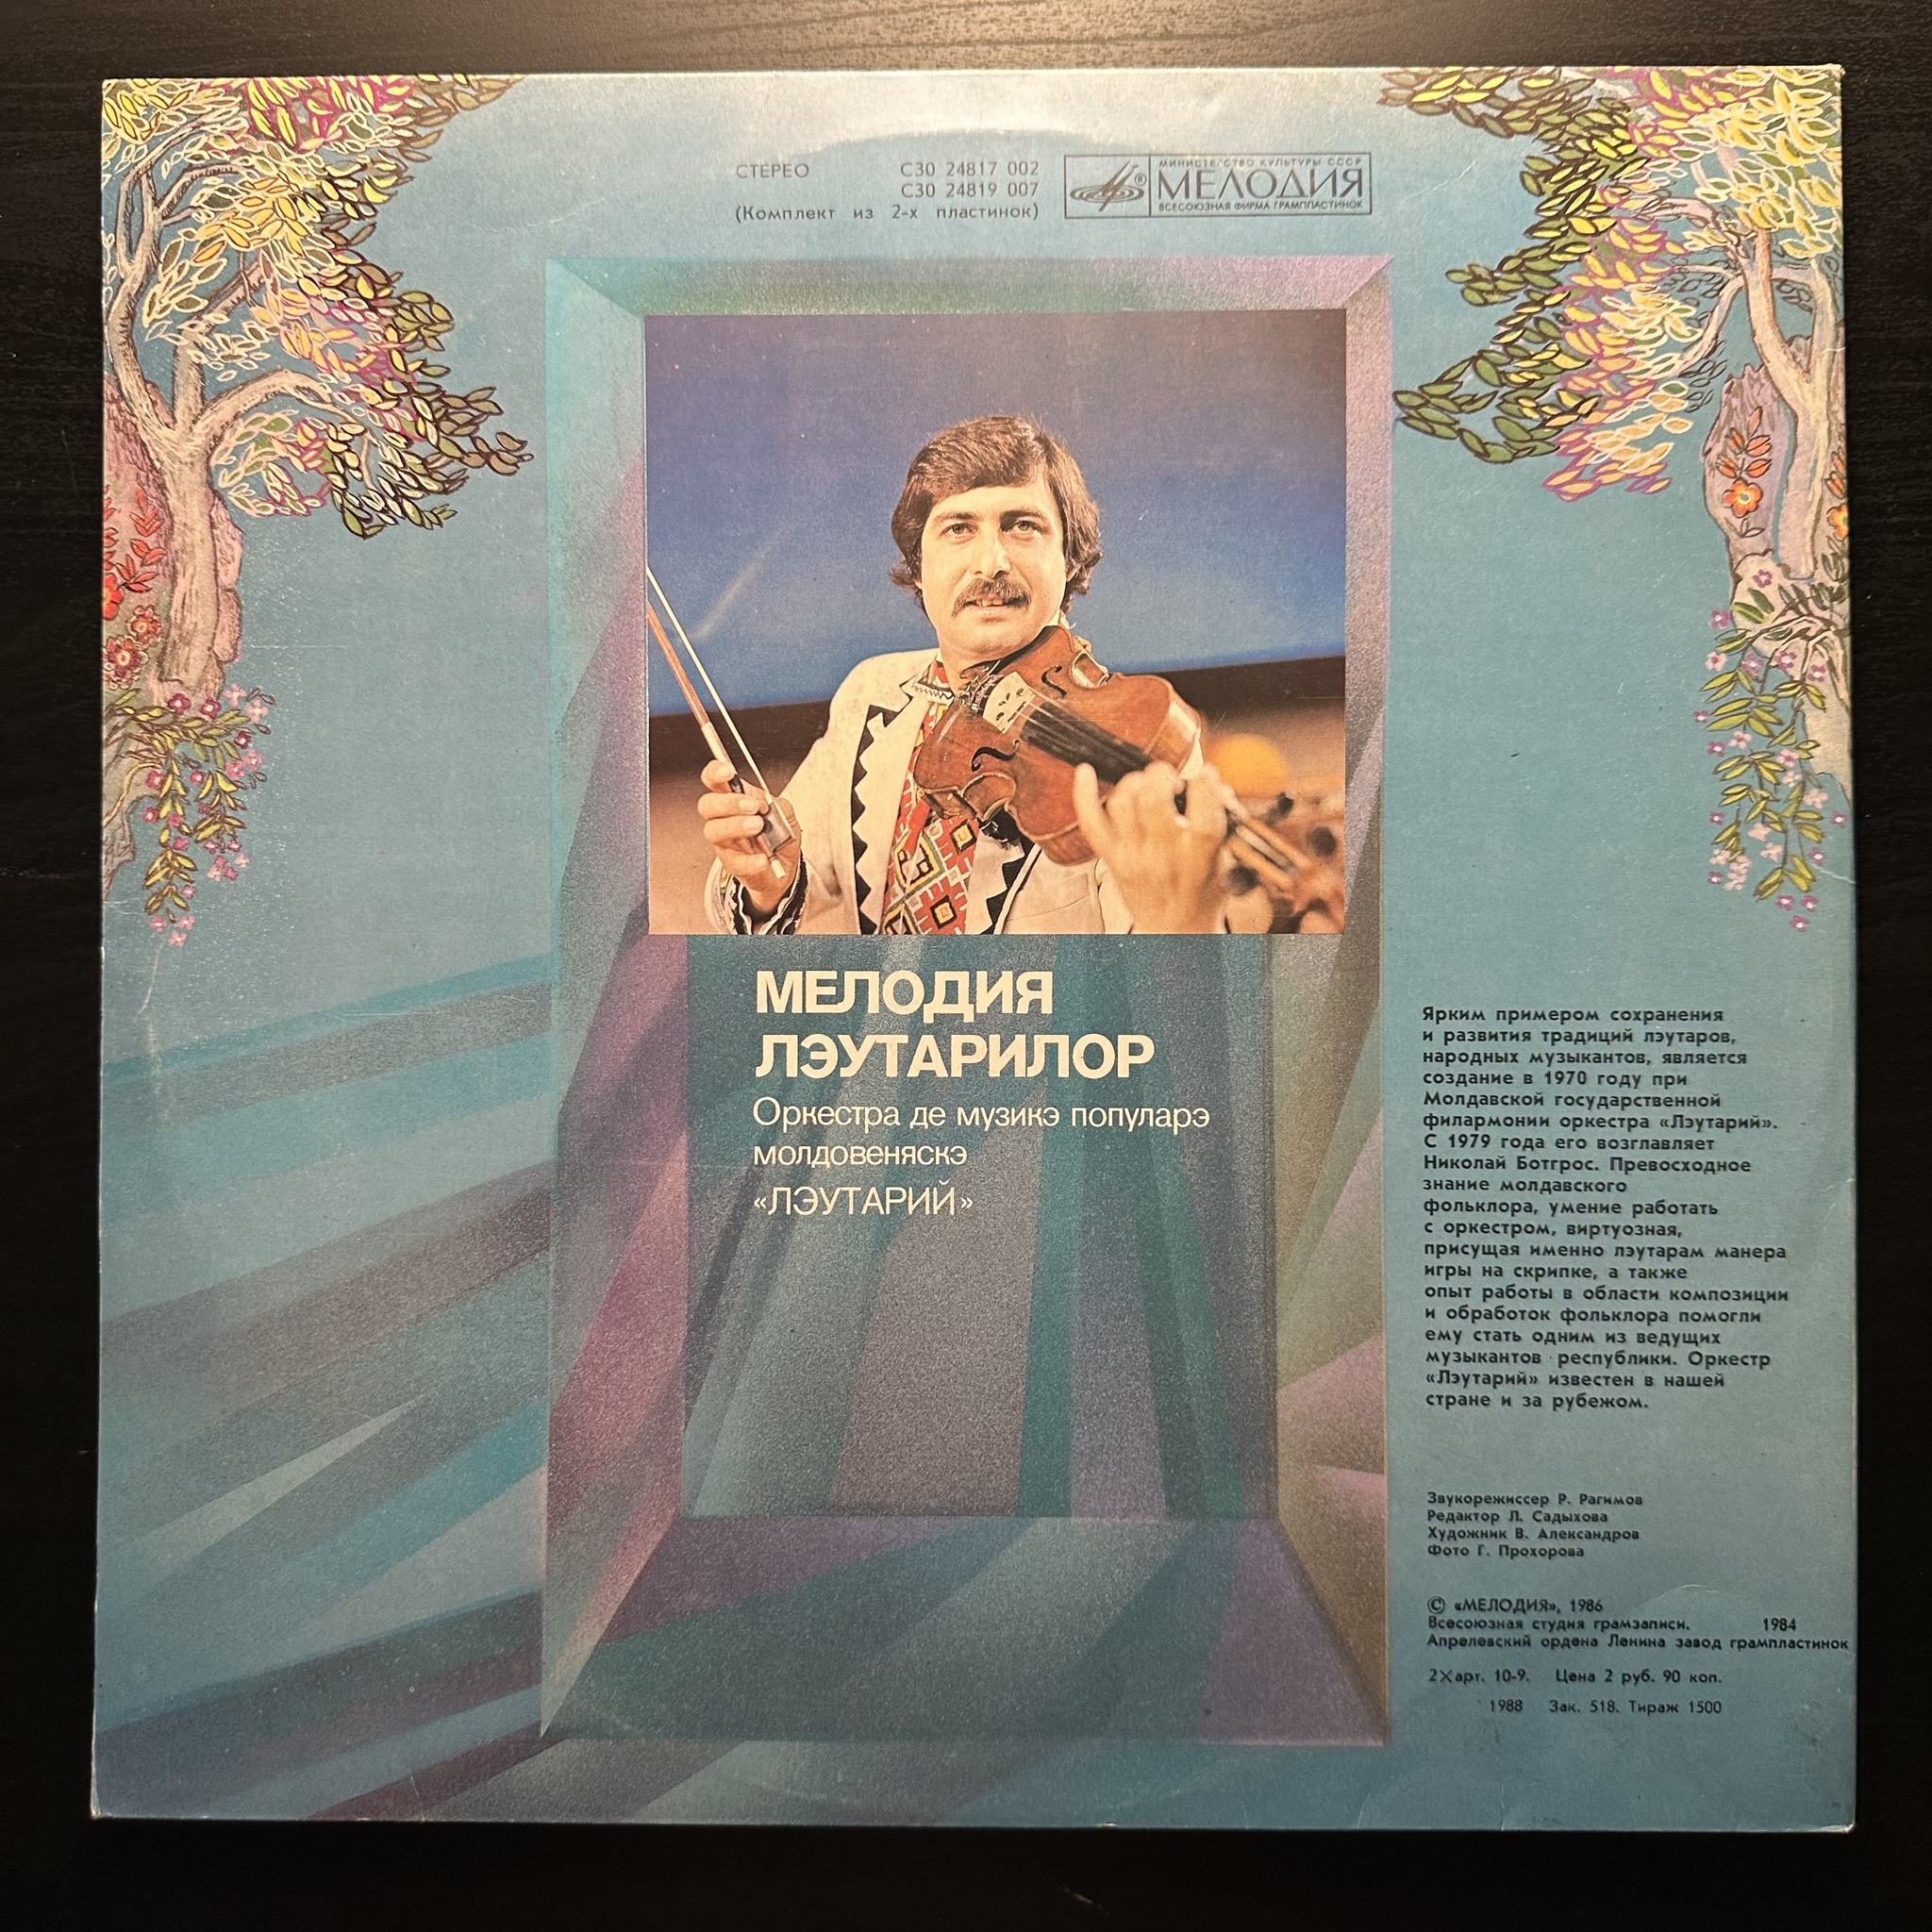 СТЕРЕО С30 24817 002
С30 24819 007
(Комплект из 2-х пластинок)
МИНИСТЕРСТВО КУЛЬТУРЫ СССР
МЕЛОДИЯ
ВСЕСОЮЗНАЯ ФИРМА ГРАМПЛАСТИНОК
МЕЛОДИЯ
ЛЭУТАРИЛОР
Оркестра де музикэ популарэ
молдовеняскэ
«ЛЭУТАРИЙ»
Ярким примером сохранения
и развития традиций лэутаров,
народных музыкантов, является
создание в 1970 году при
Молдавской государственной
филармонии оркестра «Лэутарий».
С 1979 года его возглавляет
Николай Ботгрос. Превосходное
знание молдавского
фольклора, умение работать
с оркестром, виртуозная,
присущая именно лэутарам манера
игры на скрипке, а также
опыт работы в области композиции
и обработок фольклора помогли
ему стать одним из ведущих
музыкантов республики. Оркестр
«Лэутарий» известен в нашей
стране и за рубежом.
Звукорежиссер Р. Рагимов
Редактор Л. Садыхова
Художник В. Александров
Фото Г. Прохорова
© «МЕЛОДИЯ», 1986
Всесоюзная студия грамзаписи. 1984
Апрелевский ордена Ленина завод грампластинок
2Харт. 10-9. Цена 2 руб. 90 коп.
1988 Зак. 518. Тираж 1500